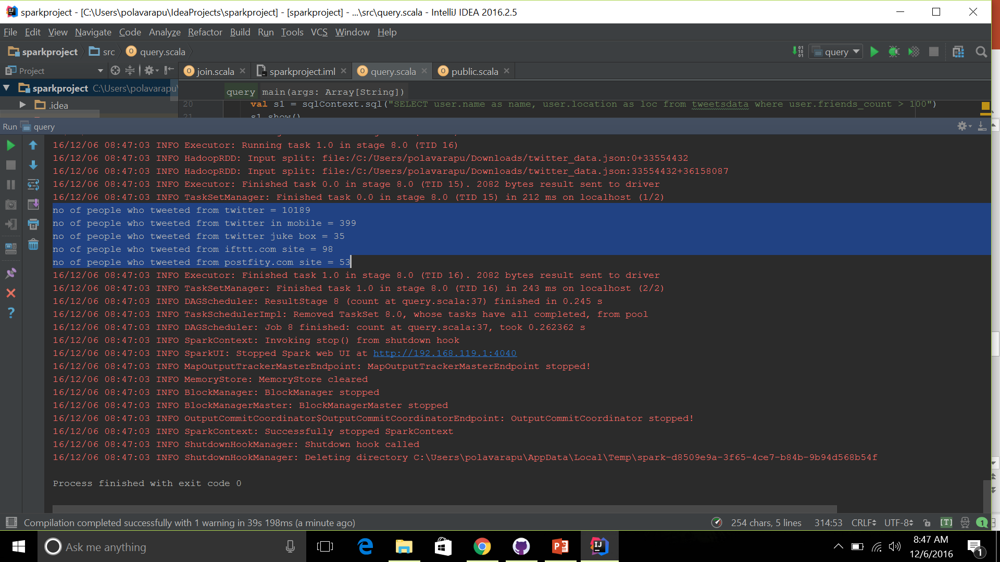 sparkproject - [C:\Users\polavarapu\IdeaProjects\sparkproject] - [sparkproject] - ...\src\query.scala - IntelliJ IDEA 2016.2.5
File Edit View Navigate Code Analyze Refactor Build Run Tools VCS Window Help
sparkproject src query.scala query
Project join.scala sparkproject.iml query.scala public.scala
sparkproject C:\Users\polavarapu\
query main(args: Array[String])
.idea
20 val s1 = sqlContext.sql("SELECT user.name as name, user.location as loc from tweetsdata where user.friends_count > 100")
21 s1.show()
Run query
16/12/06 08:47:03 INFO Executor: Running task 1.0 in stage 8.0 (TID 16)
16/12/06 08:47:03 INFO HadoopRDD: Input split: file:/C:/Users/polavarapu/Downloads/twitter_data.json:0+33554432
16/12/06 08:47:03 INFO HadoopRDD: Input split: file:/C:/Users/polavarapu/Downloads/twitter_data.json:33554432+36158087
16/12/06 08:47:03 INFO Executor: Finished task 0.0 in stage 8.0 (TID 15). 2082 bytes result sent to driver
16/12/06 08:47:03 INFO TaskSetManager: Finished task 0.0 in stage 8.0 (TID 15) in 212 ms on localhost (1/2)
no of people who tweeted from twitter = 10189
no of people who tweeted from twitter in mobile = 399
no of people who tweeted from twitter juke box = 35
no of people who tweeted from ifttt.com site = 98
no of people who tweeted from postfity.com site = 53
16/12/06 08:47:03 INFO Executor: Finished task 1.0 in stage 8.0 (TID 16). 2082 bytes result sent to driver
16/12/06 08:47:03 INFO TaskSetManager: Finished task 1.0 in stage 8.0 (TID 16) in 243 ms on localhost (2/2)
16/12/06 08:47:03 INFO DAGScheduler: ResultStage 8 (count at query.scala:37) finished in 0.245 s
16/12/06 08:47:03 INFO TaskSchedulerImpl: Removed TaskSet 8.0, whose tasks have all completed, from pool
16/12/06 08:47:03 INFO DAGScheduler: Job 8 finished: count at query.scala:37, took 0.262362 s
16/12/06 08:47:03 INFO SparkContext: Invoking stop() from shutdown hook
16/12/06 08:47:03 INFO SparkUI: Stopped Spark web UI at http://192.168.119.1:4040
16/12/06 08:47:03 INFO MapOutputTrackerMasterEndpoint: MapOutputTrackerMasterEndpoint stopped!
16/12/06 08:47:03 INFO MemoryStore: MemoryStore cleared
16/12/06 08:47:03 INFO BlockManager: BlockManager stopped
16/12/06 08:47:03 INFO BlockManagerMaster: BlockManagerMaster stopped
16/12/06 08:47:03 INFO OutputCommitCoordinator$OutputCommitCoordinatorEndpoint: OutputCommitCoordinator stopped!
16/12/06 08:47:03 INFO SparkContext: Successfully stopped SparkContext
16/12/06 08:47:03 INFO ShutdownHookManager: Shutdown hook called
16/12/06 08:47:03 INFO ShutdownHookManager: Deleting directory C:\Users\polavarapu\AppData\Local\Temp\spark-d8509e9a-3f65-4ce7-b84b-9b94d568b54f
Process finished with exit code 0
Compilation completed successfully with 1 warning in 39s 198ms (a minute ago) 254 chars, 5 lines 314:53 CRLF UTF-8 [T] 1
Ask me anything 8:47 AM
12/6/2016 1